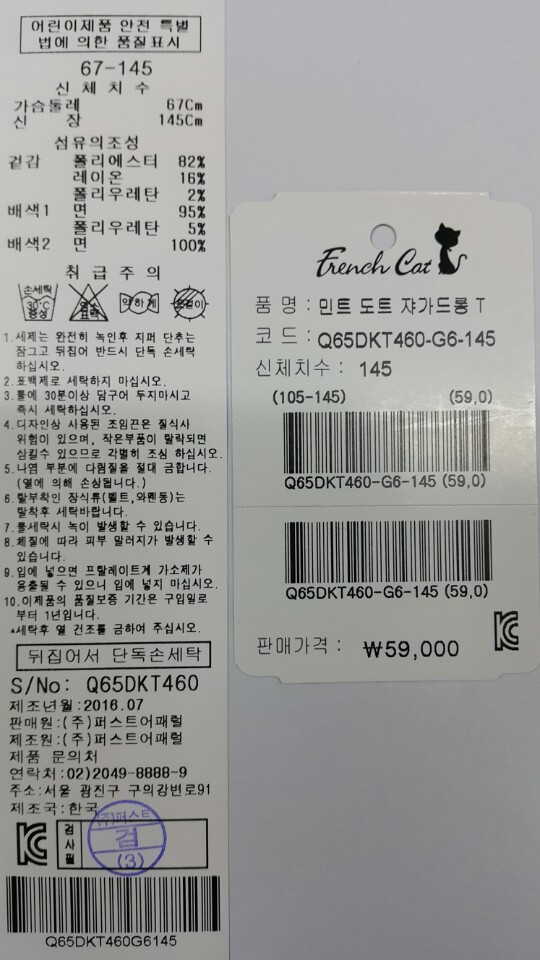 어린이제품 안전 특별
법에 의한 품질표시
67-145
신 체 치 수
가슴둘레 67Cm
신 장 145Cm
섬유의조성
겉감 폴리에스터 82%
레이온 16%
폴리우레탄 2%
배색1 면 95%
폴리우레탄 5%
배색2 면 100%
취 급 주 의
손세탁
30°C
중성
염소
표백
약하게
1.세제는 완전히 녹인후 지퍼 단추는
잠그고 뒤집어 반드시 단독 손세탁
하십시오.
2.표백제로 세탁하지 마십시오.
3.물에 30분이상 담구어 두지마시고
즉시 세탁하십시오.
4.디자인상 사용된 조임끈은 질식사
위험이 있으며, 작은부품이 탈락되면
삼킬수 있으므로 각별히 조심 하십시오.
5.나염 부분에 다림질을 절대 금합니다.
(열에 의해 손상됩니다.)
6.탈부착인 장식류(벨트,와펜등)는
탈착후 세탁바랍니다.
7.물세탁시 녹이 발생할 수 있습니다.
8.체질에 따라 피부 말러지가 발생할 수
있습니다.
9.입에 넣으면 프탈레이트계 가소제가
용출될 수 있으니 입에 넣지 마십시오.
10.이제품의 품질보증 기간은 구입일로
부터 1년입니다.
*세탁후 열 건조를 금하여 주십시오.
뒤집어서 단독손세탁
S/No: Q65DKT460
제조년월:2016.07
판매원:(주)퍼스트어패럴
제조원:(주)퍼스트어패럴
제품 문의처
연락처:02)2049-8888~9
주소:서울 광진구 구의강변로91
제조국:한국
검사필
(주)퍼스트
검
(3)
Q65DKT460G6145
French Cat
품 명 : 민트 도트 쟈가드롱 T
코 드 : Q65DKT460-G6-145
신체치수 : 145
(105-145) (59,0)
Q65DKT460-G6-145 (59,0)
Q65DKT460-G6-145 (59,0)
판매가격 : ₩59,000